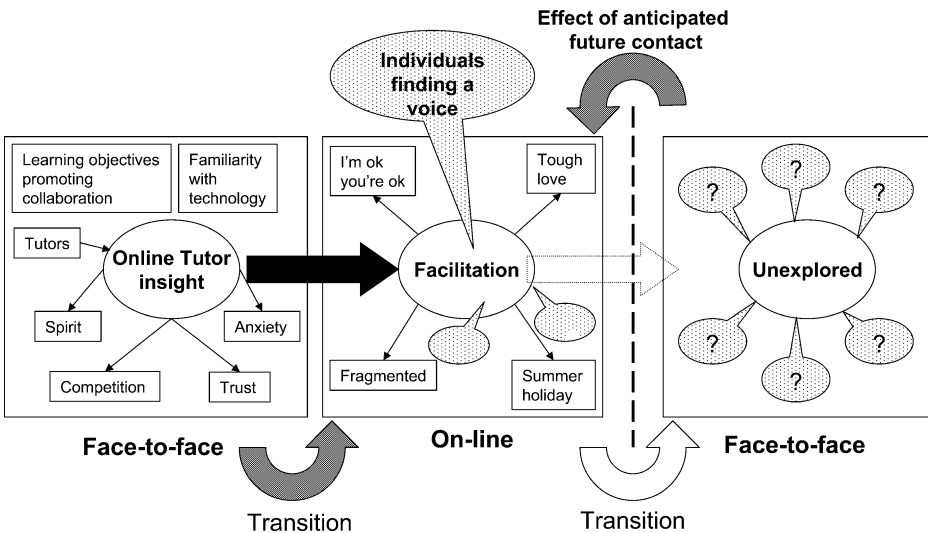 Effect of anticipated
future contact
Individuals
finding a
voice
Learning objectives
promoting
collaboration
Familiarity
with
technology
Tutors
Online Tutor
insight
Spirit
Anxiety
Competition
Trust
Face-to-face
Transition
I'm ok
you're ok
Tough
love
Facilitation
Fragmented
Summer
holiday
On-line
Transition
?
?
?
Unexplored
?
?
?
Face-to-face